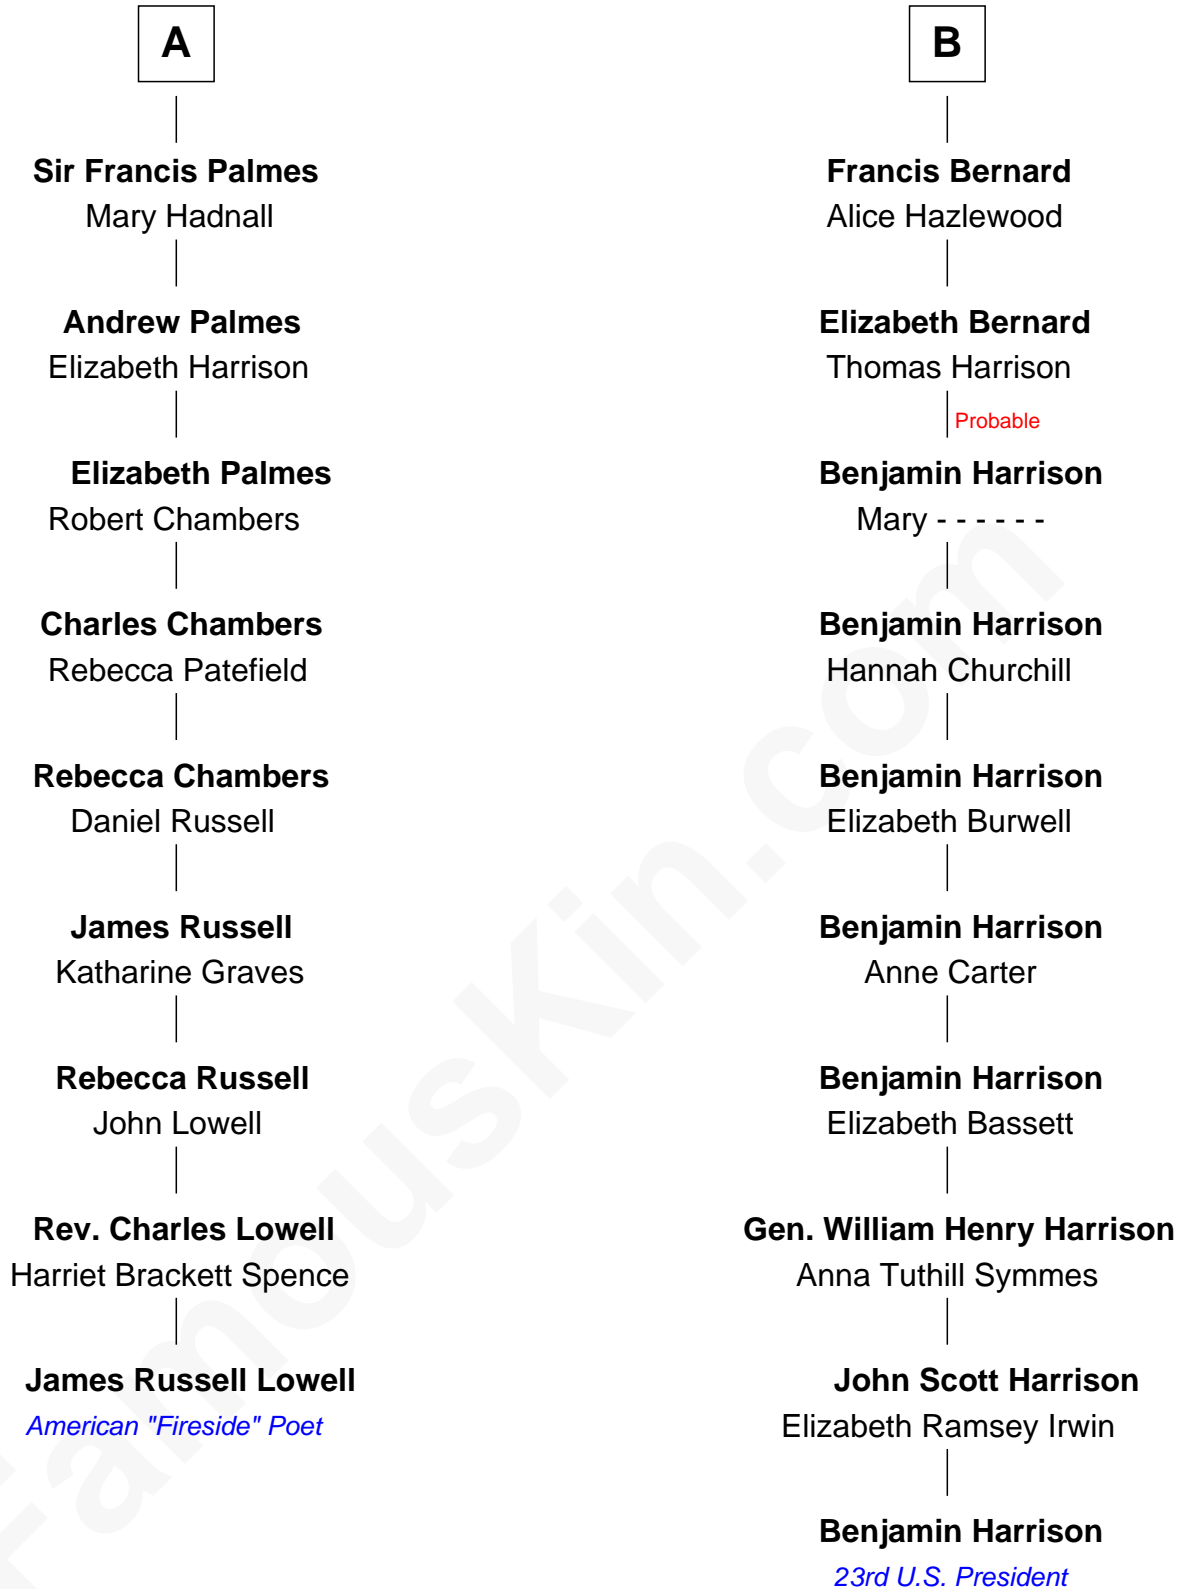 A
Sir Francis Palmes
Mary Hadnall
Andrew Palmes
Elizabeth Harrison
Elizabeth Palmes
Robert Chambers
Charles Chambers
Rebecca Patefield
Rebecca Chambers
Daniel Russell
James Russell
Katharine Graves
Rebecca Russell
John Lowell
Rev. Charles Lowell
Harriet Brackett Spence
James Russell Lowell
American "Fireside" Poet
B
Francis Bernard
Alice Hazlewood
Elizabeth Bernard
Thomas Harrison
Probable
Benjamin Harrison
Mary - - - - - -
Benjamin Harrison
Hannah Churchill
Benjamin Harrison
Elizabeth Burwell
Benjamin Harrison
Anne Carter
Benjamin Harrison
Elizabeth Bassett
Gen. William Henry Harrison
Anna Tuthill Symmes
John Scott Harrison
Elizabeth Ramsey Irwin
Benjamin Harrison
23rd U.S. President
FamousKin.com